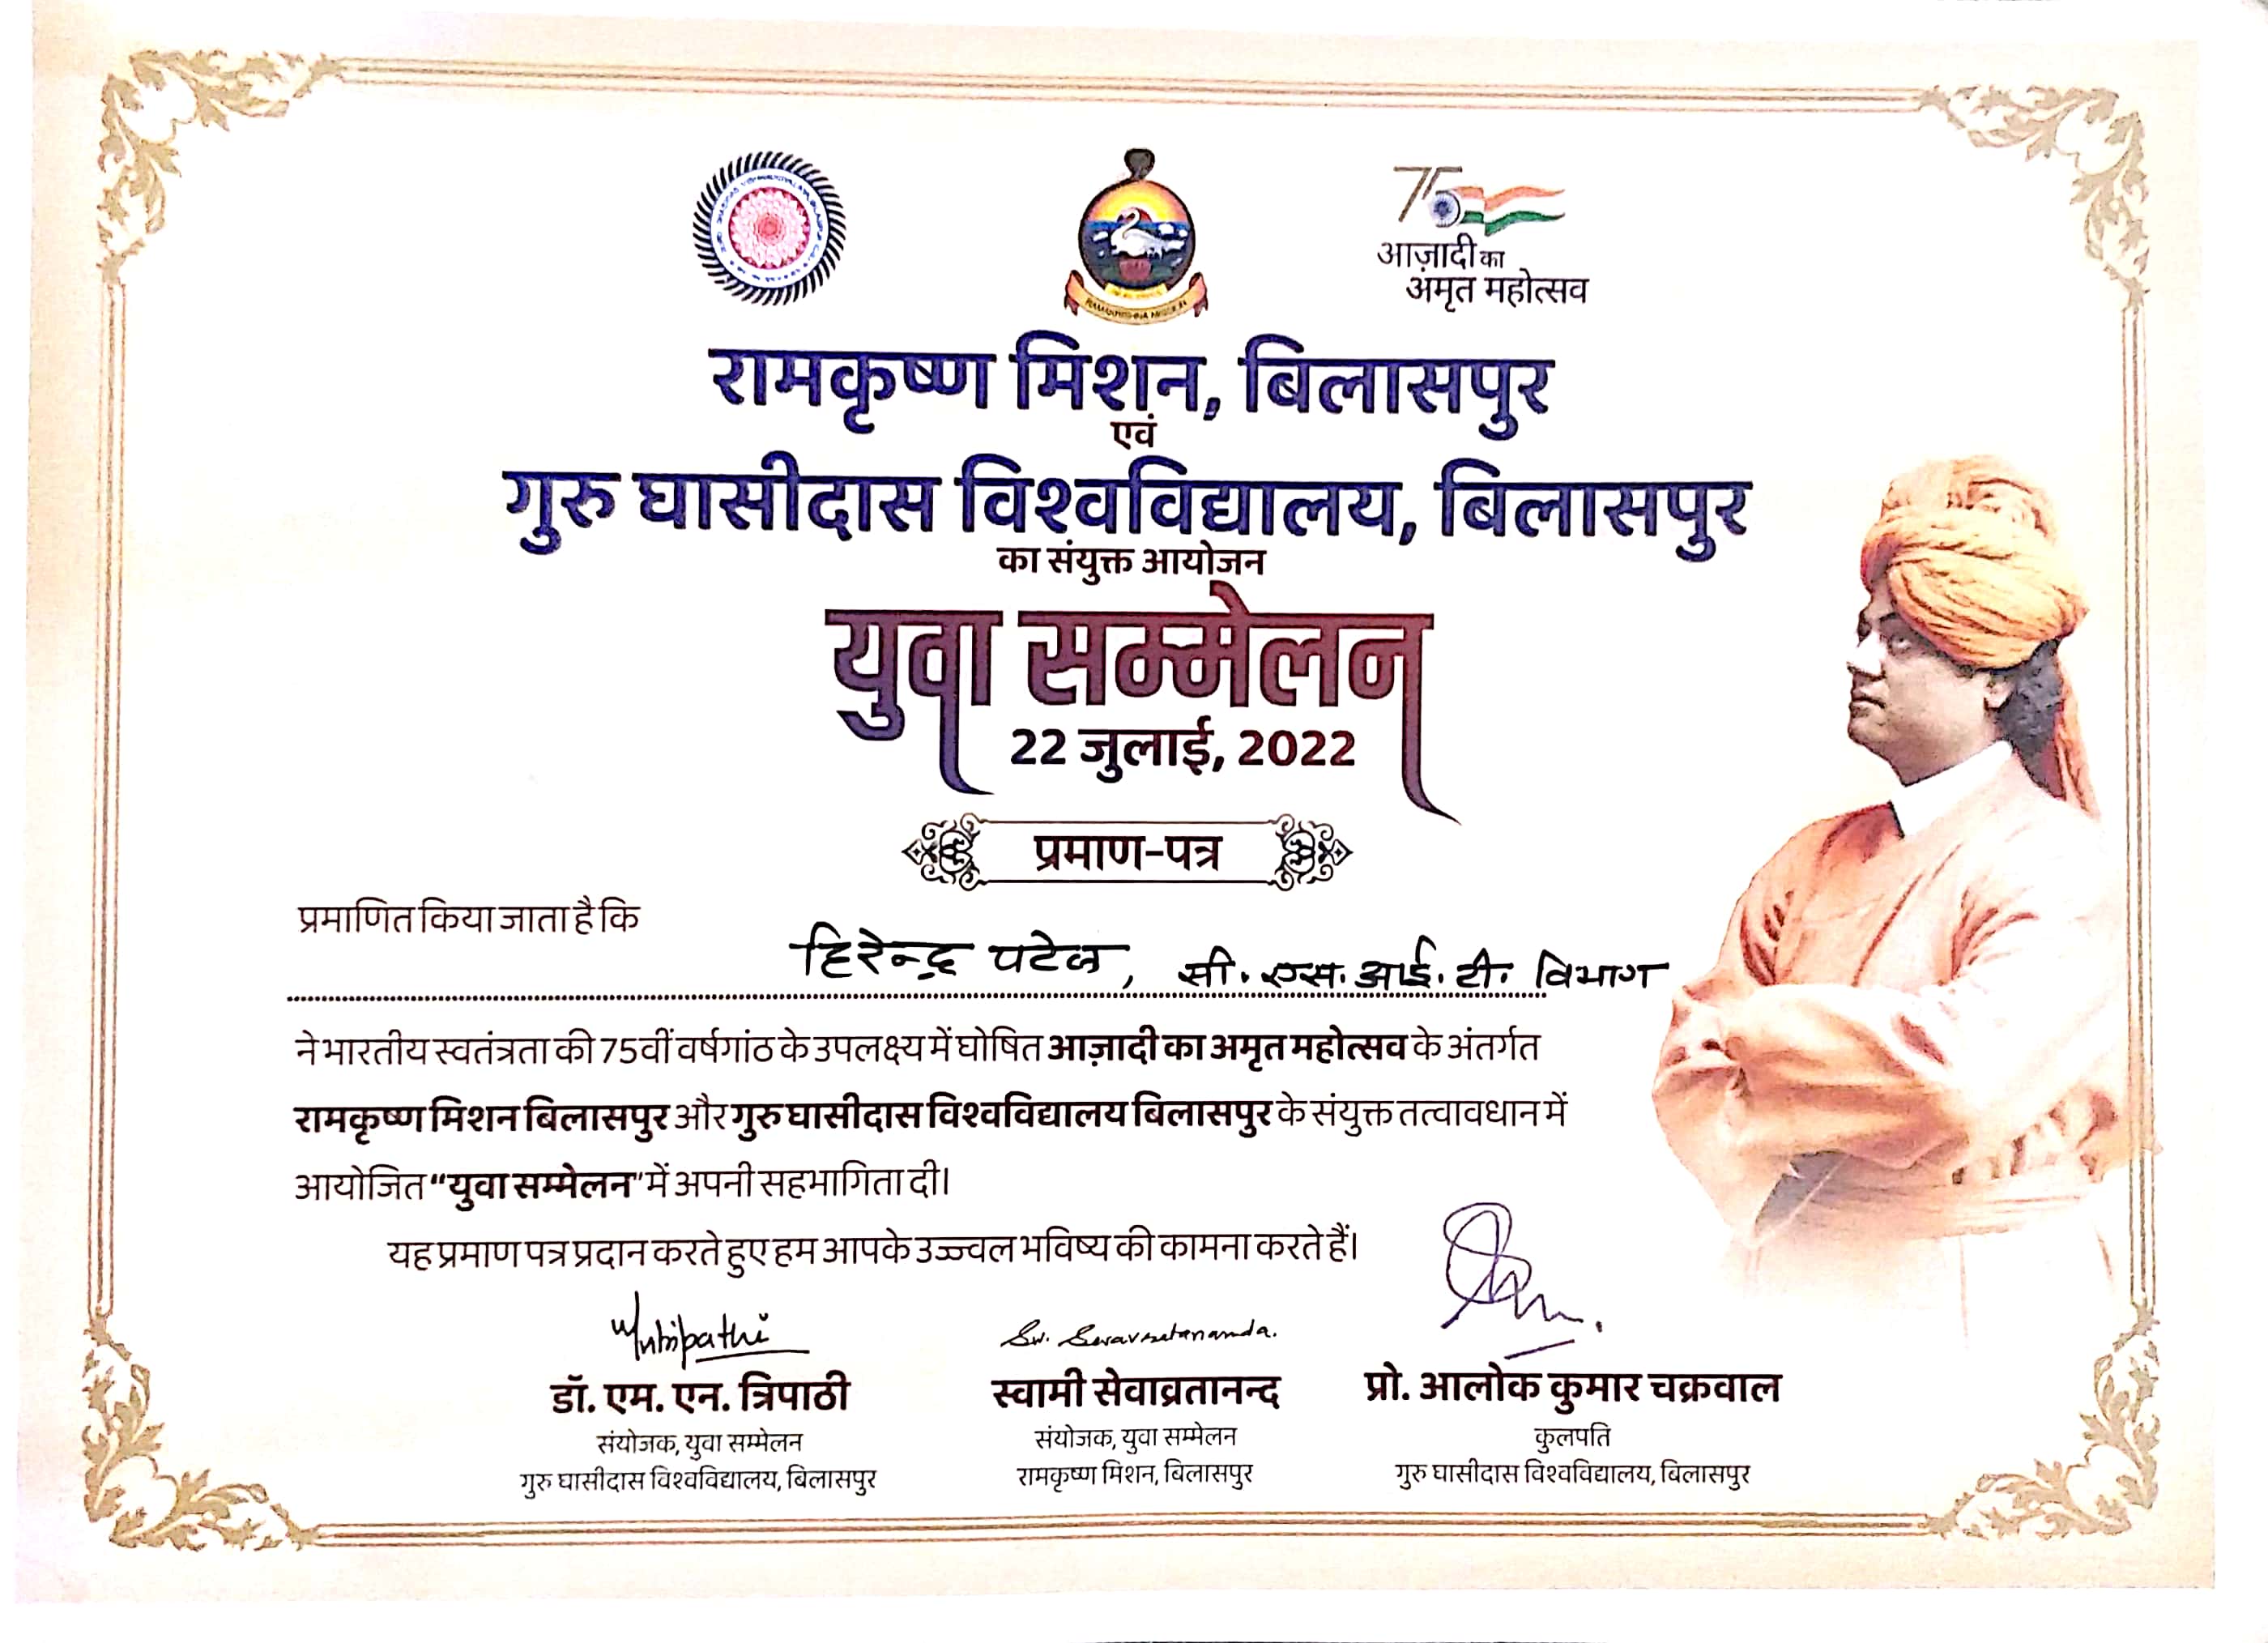 75
आज़ादी का
अमृत महोत्सव
रामकृष्ण मिशन, बिलासपुर
एवं
गुरु घासीदास विश्वविद्यालय, बिलासपुर
का संयुक्त आयोजन
युवा सम्मेलन
22 जुलाई, 2022
प्रमाण-पत्र
प्रमाणित किया जाता है कि
हिरेन्द्र पटेल, सी. एस. आई. टी. विभाग
ने भारतीय स्वतंत्रता की 75वीं वर्षगांठ के उपलक्ष्य में घोषित आज़ादी का अमृत महोत्सव के अंतर्गत
रामकृष्ण मिशन बिलासपुर और गुरु घासीदास विश्वविद्यालय बिलासपुर के संयुक्त तत्वावधान में
आयोजित “युवा सम्मेलन” में अपनी सहभागिता दी।
यह प्रमाण पत्र प्रदान करते हुए हम आपके उज्ज्वल भविष्य की कामना करते हैं।
डॉ. एम. एन. त्रिपाठी
संयोजक, युवा सम्मेलन
गुरु घासीदास विश्वविद्यालय, बिलासपुर
स्वामी सेवाव्रतानन्द
संयोजक, युवा सम्मेलन
रामकृष्ण मिशन, बिलासपुर
प्रो. आलोक कुमार चक्रवाल
कुलपति
गुरु घासीदास विश्वविद्यालय, बिलासपुर